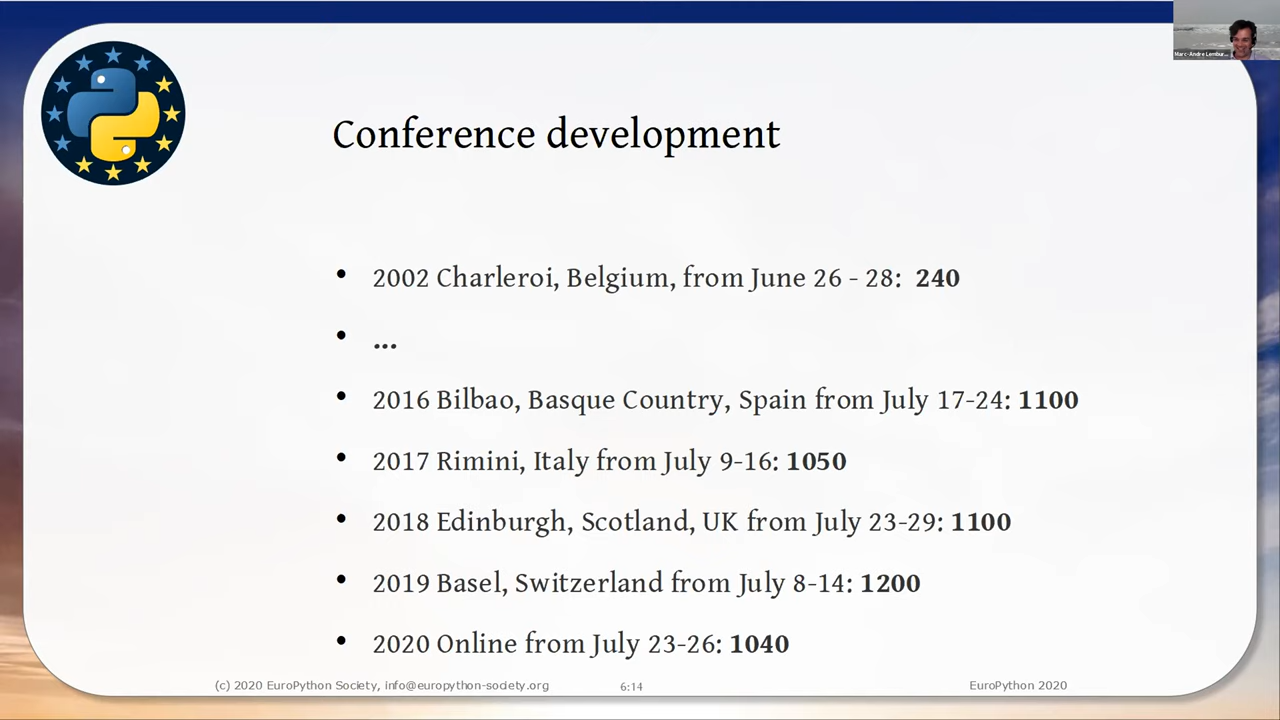 Marc-Andre Lembur...
Conference development
• 2002 Charleroi, Belgium, from June 26 - 28: 240
• ...
• 2016 Bilbao, Basque Country, Spain from July 17-24: 1100
• 2017 Rimini, Italy from July 9-16: 1050
• 2018 Edinburgh, Scotland, UK from July 23-29: 1100
• 2019 Basel, Switzerland from July 8-14: 1200
• 2020 Online from July 23-26: 1040
(c) 2020 EuroPython Society, info@europython-society.org
6:14
EuroPython 2020